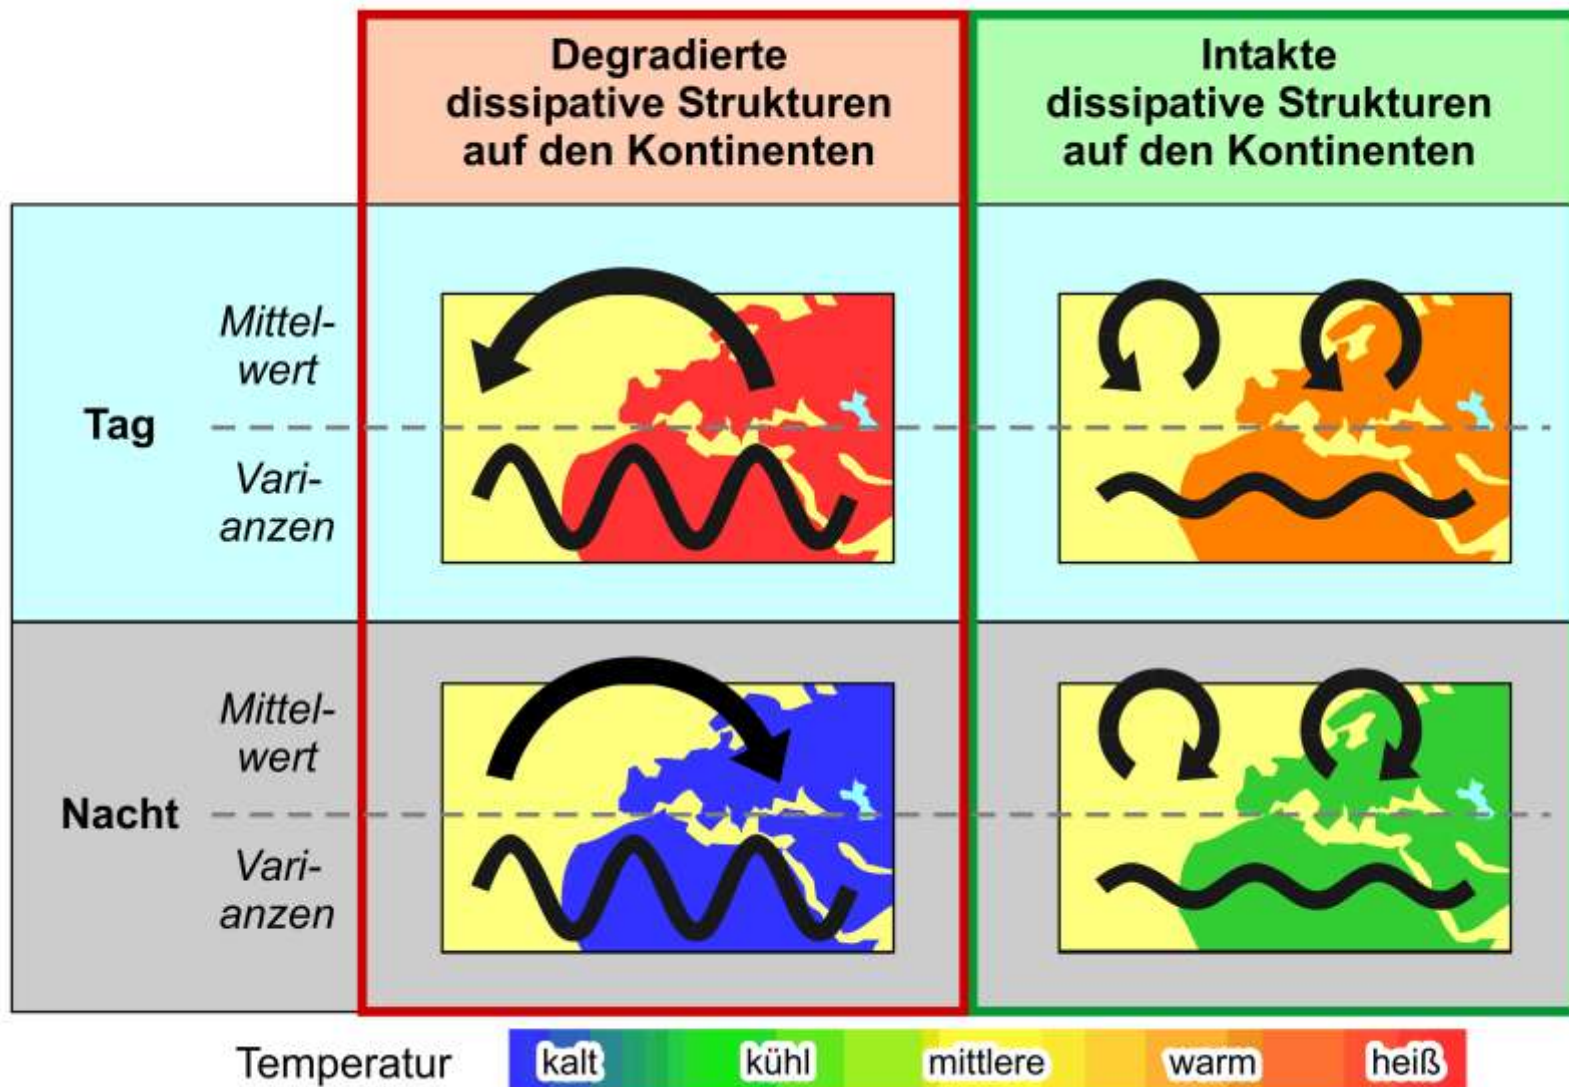 Degradierte
dissipative Strukturen
auf den Kontinenten
Intakte
dissipative Strukturen
auf den Kontinenten
Tag
Mittel-
wert
Vari-
anzen
Nacht
Mittel-
wert
Vari-
anzen
Temperatur kalt kühl mittlere warm heiß